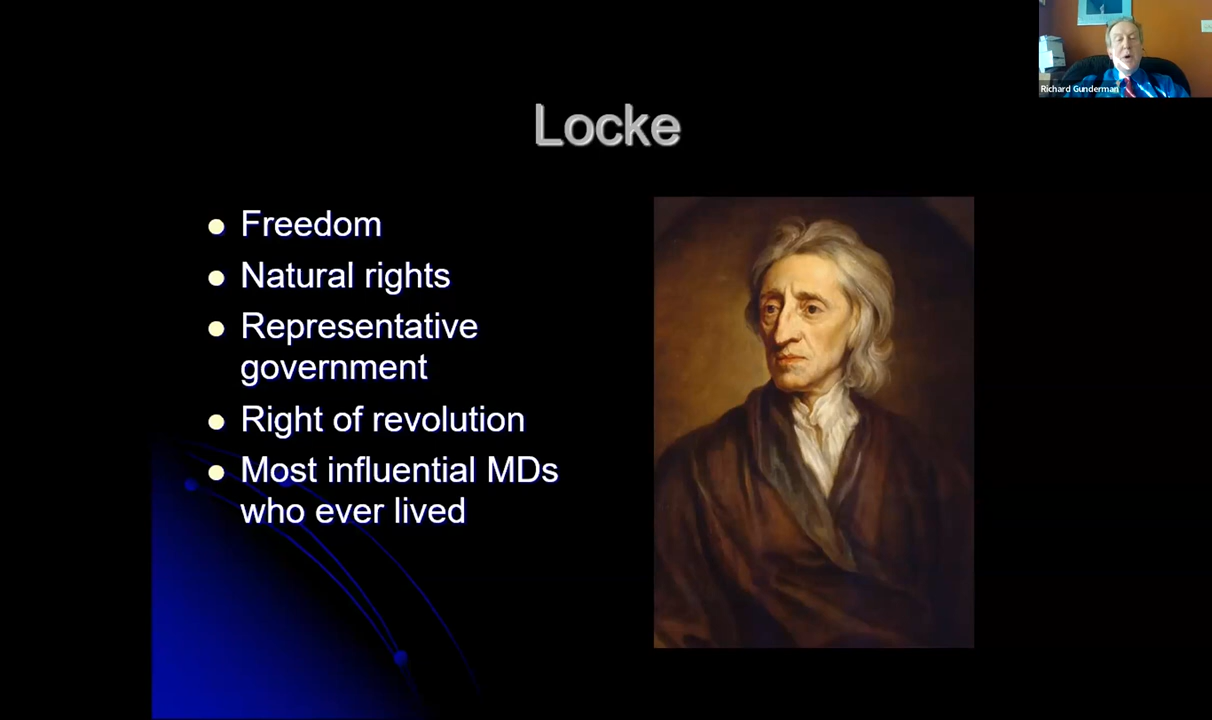 Richard Gunderman
Locke
Freedom
Natural rights
Representative
government
Right of revolution
Most influential MDs
who ever lived